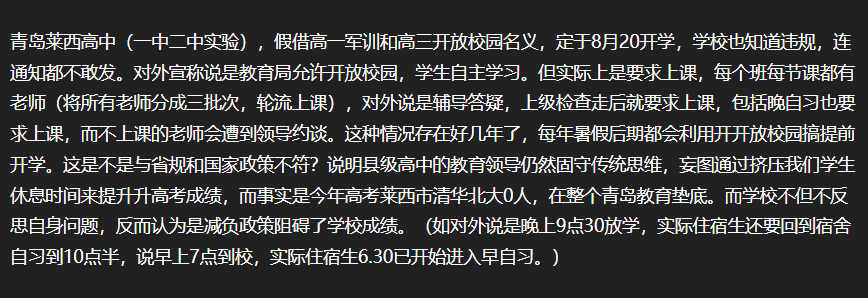 青岛莱西高中（一中二中实验），假借高一军训和高三开放校园名义，定于8月20开学，学校也知道违规，连
通知都不敢发。对外宣称说是教育局允许开放校园，学生自主学习。但实际上是要求上课，每个班每节课都有
老师（将所有老师分成三批次，轮流上课），对外说是辅导答疑，上级检查走后就要求上课，包括晚自习也要
求上课，而不上课的老师会遭到领导约谈。这种情况存在好几年了，每年暑假后期都会利用开开放校园搞提前
开学。这是不是与省规和国家政策不符？说明县级高中的教育领导仍然固守传统思维，妄图通过挤压我们学生
休息时间来提升升高考成绩，而事实是今年高考莱西市清华北大0人，在整个青岛教育垫底。而学校不但不反
思自身问题，反而认为是减负政策阻碍了学校成绩。（如对外说是晚上9点30放学，实际住宿生还要回到宿舍
自习到10点半，说早上7点到校，实际住宿生6.30已开始进入早自习。）